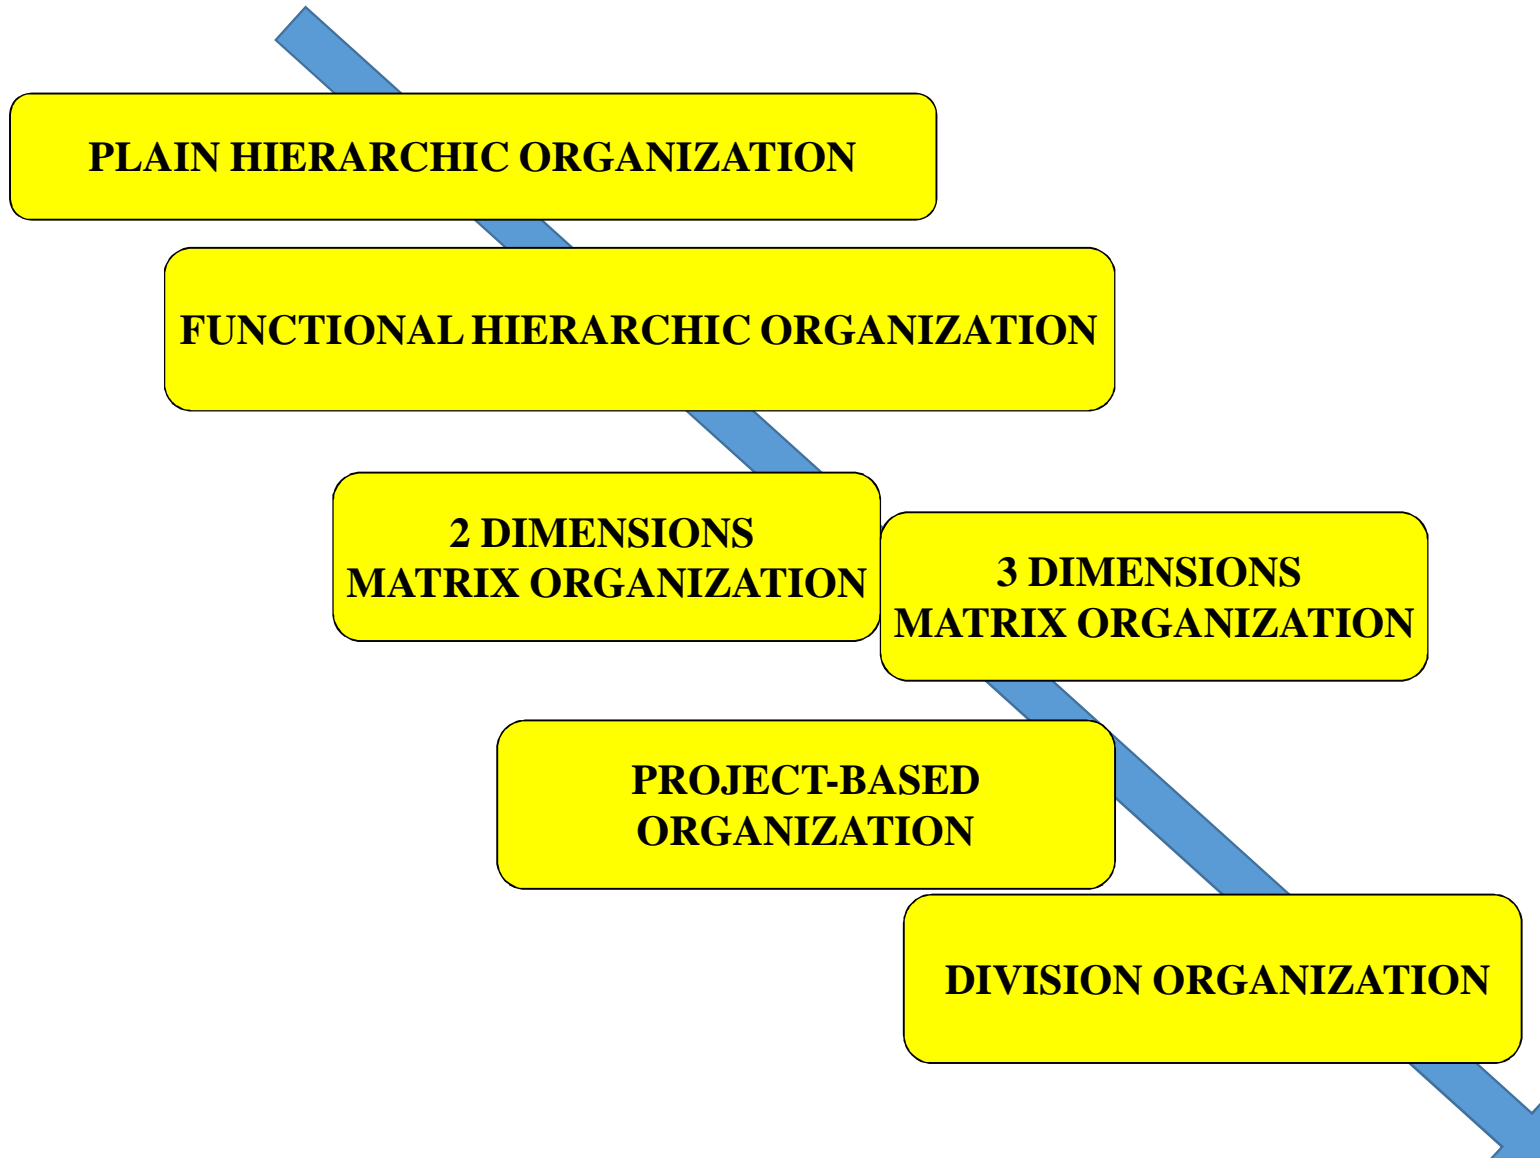 PLAIN HIERARCHIC ORGANIZATION
FUNCTIONAL HIERARCHIC ORGANIZATION
2 DIMENSIONS
MATRIX ORGANIZATION
3 DIMENSIONS
MATRIX ORGANIZATION
PROJECT-BASED
ORGANIZATION
DIVISION ORGANIZATION